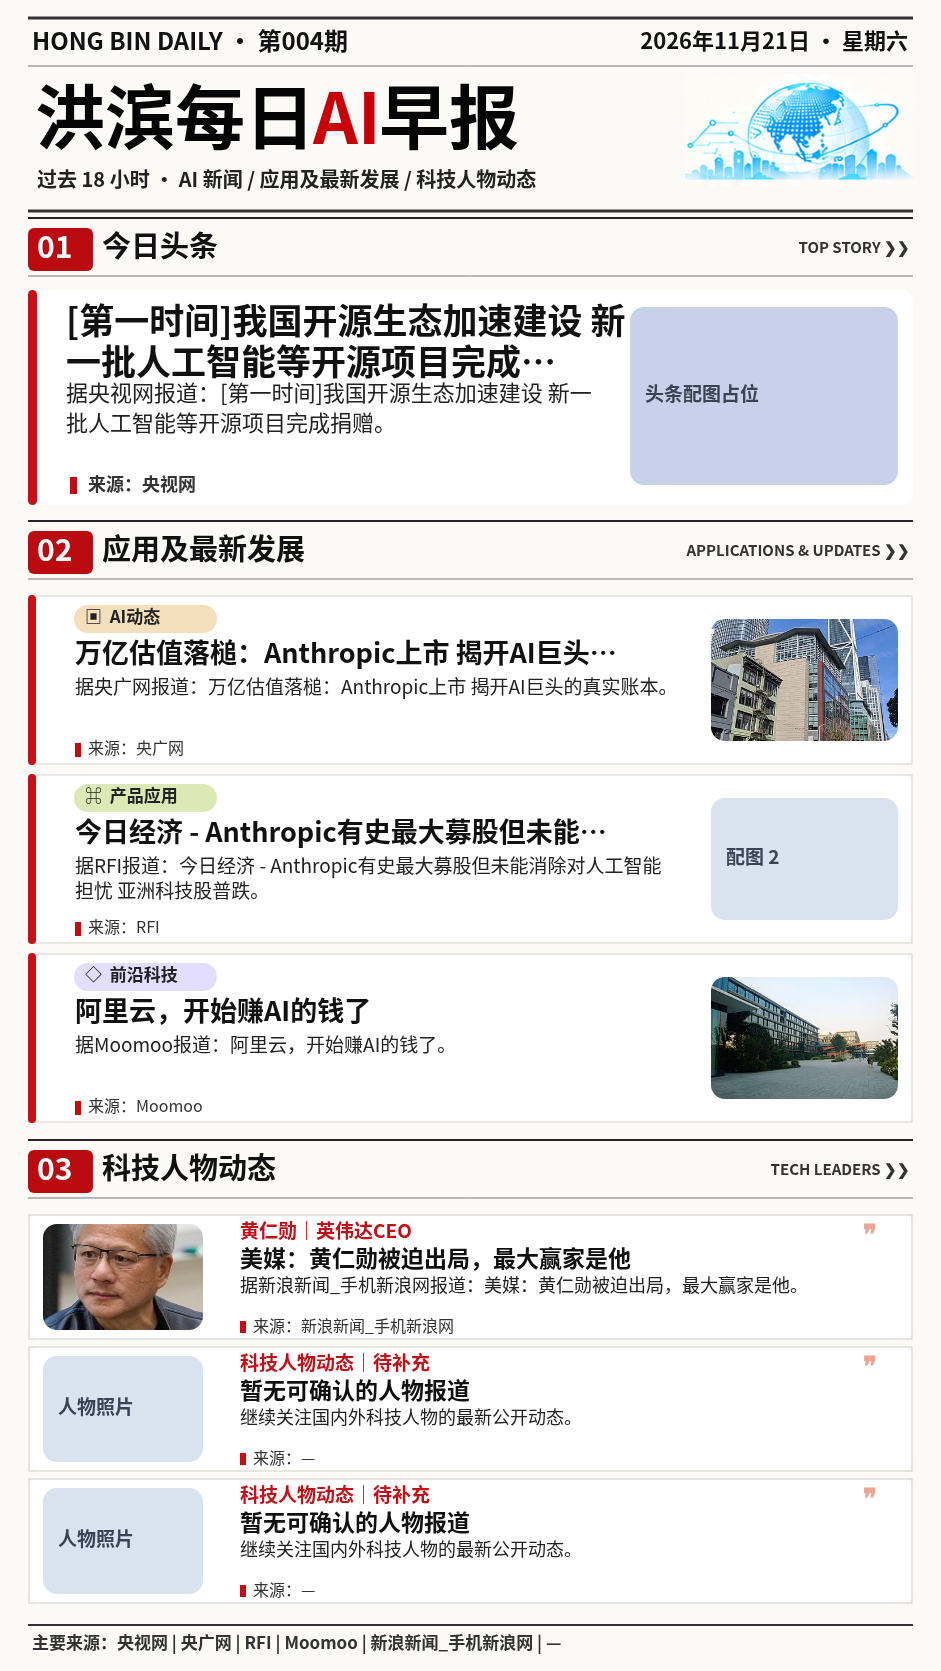 HONG BIN DAILY • 第004期
2026年11月21日 • 星期六
洪滨每日AI早报
过去 18 小时 • AI 新闻 / 应用及最新发展 / 科技人物动态
01 今日头条
TOP STORY ❯❯
[第一时间]我国开源生态加速建设 新
一批人工智能等开源项目完成…
据央视网报道：[第一时间]我国开源生态加速建设 新一
批人工智能等开源项目完成捐赠。
来源：央视网
头条配图占位
02 应用及最新发展
APPLICATIONS & UPDATES ❯❯
▣ AI动态
万亿估值落槌：Anthropic上市 揭开AI巨头…
据央广网报道：万亿估值落槌：Anthropic上市 揭开AI巨头的真实账本。
来源：央广网
⌘ 产品应用
今日经济 - Anthropic有史最大募股但未能…
据RFI报道：今日经济 - Anthropic有史最大募股但未能消除对人工智能
担忧 亚洲科技股普跌。
来源：RFI
配图 2
◇ 前沿科技
阿里云，开始赚AI的钱了
据Moomoo报道：阿里云，开始赚AI的钱了。
来源：Moomoo
03 科技人物动态
TECH LEADERS ❯❯
黄仁勋｜英伟达CEO
❞
美媒：黄仁勋被迫出局，最大赢家是他
据新浪新闻_手机新浪网报道：美媒：黄仁勋被迫出局，最大赢家是他。
来源：新浪新闻_手机新浪网
人物照片
科技人物动态｜待补充
❞
暂无可确认的人物报道
继续关注国内外科技人物的最新公开动态。
来源：—
人物照片
科技人物动态｜待补充
❞
暂无可确认的人物报道
继续关注国内外科技人物的最新公开动态。
来源：—
主要来源：央视网 | 央广网 | RFI | Moomoo | 新浪新闻_手机新浪网 | —